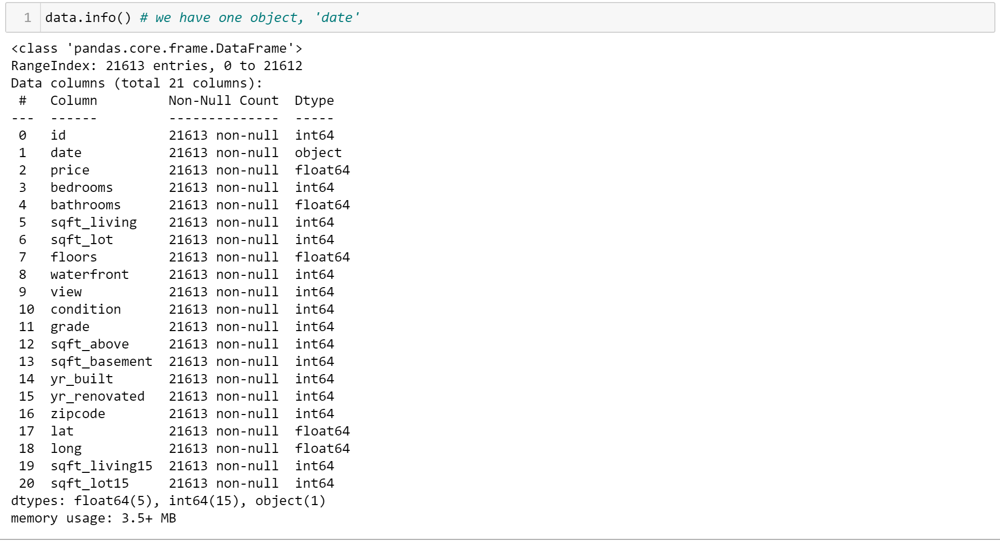 1 data.info() # we have one object, 'date'
<class 'pandas.core.frame.DataFrame'>
RangeIndex: 21613 entries, 0 to 21612
Data columns (total 21 columns):
 #   Column         Non-Null Count  Dtype
---  ------         --------------  -----
 0   id             21613 non-null  int64
 1   date           21613 non-null  object
 2   price          21613 non-null  float64
 3   bedrooms       21613 non-null  int64
 4   bathrooms      21613 non-null  float64
 5   sqft_living    21613 non-null  int64
 6   sqft_lot       21613 non-null  int64
 7   floors         21613 non-null  float64
 8   waterfront     21613 non-null  int64
 9   view           21613 non-null  int64
 10  condition      21613 non-null  int64
 11  grade          21613 non-null  int64
 12  sqft_above     21613 non-null  int64
 13  sqft_basement  21613 non-null  int64
 14  yr_built       21613 non-null  int64
 15  yr_renovated   21613 non-null  int64
 16  zipcode        21613 non-null  int64
 17  lat            21613 non-null  float64
 18  long           21613 non-null  float64
 19  sqft_living15  21613 non-null  int64
 20  sqft_lot15     21613 non-null  int64
dtypes: float64(5), int64(15), object(1)
memory usage: 3.5+ MB